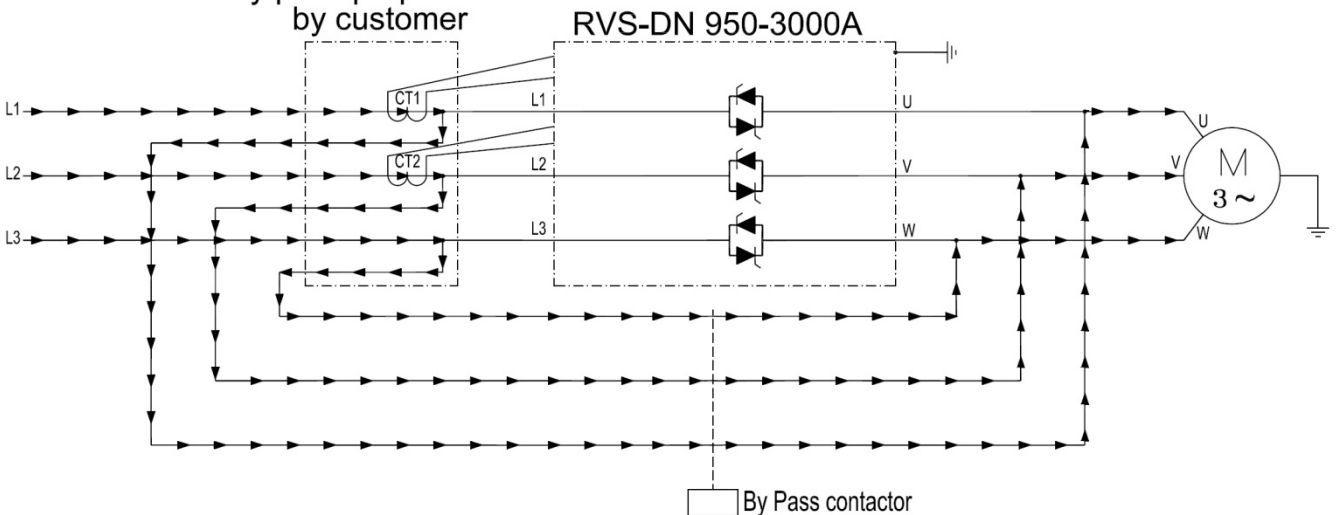 by customer
RVS-DN 950-3000A
L1
CT1
L1
U
U
L2
CT2
L2
V
V
M
3 ~
L3
L3
W
W
By Pass contactor